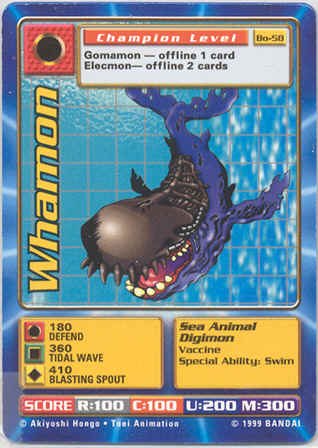 Champion Level
Bo-58
Gomamon — offline 1 card
Elecmon— offline 2 cards
Whamon
180
DEFEND
360
TIDAL WAVE
410
BLASTING SPOUT
Sea Animal
Digimon
Vaccine
Special Ability: Swim
SCORE R:100 C:100 U:200 M:300
© Akiyoshi Hongo • Toei Animation
© 1999 BANDAI